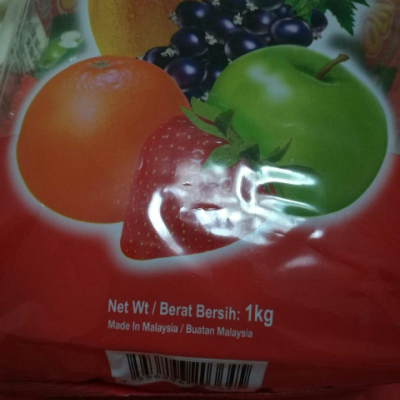 Net Wt / Berat Bersih: 1kg
Made In Malaysia / Buatan Malaysia